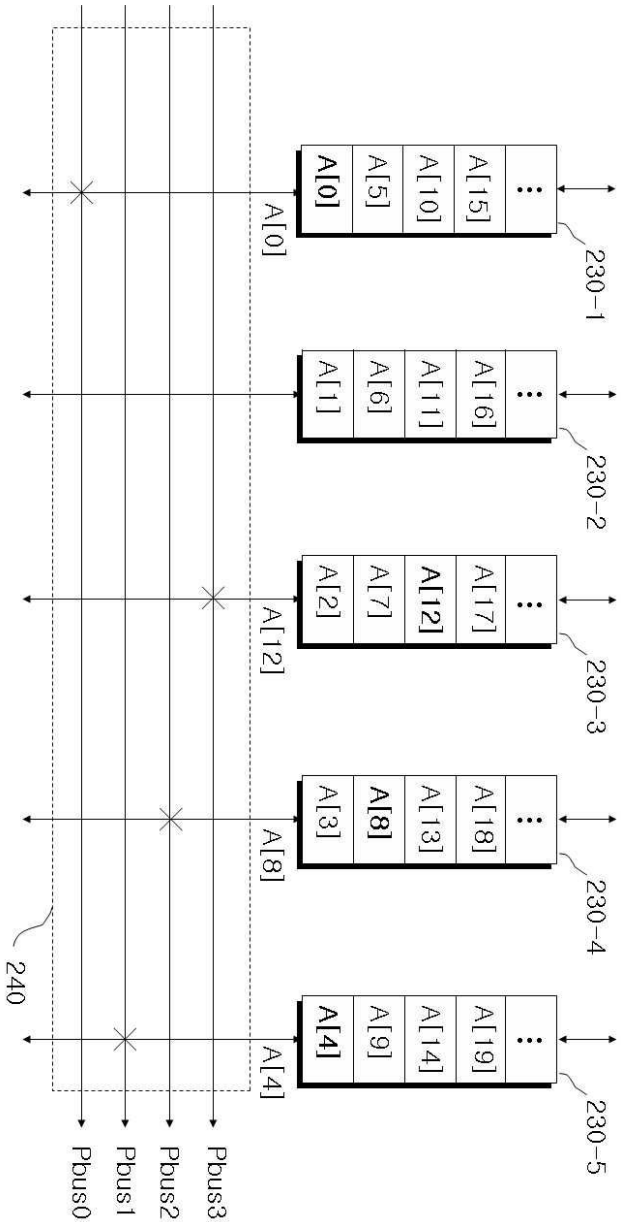 230-1 230-2 230-3 230-4 230-5
... ... ... ... ...
A[15] A[16] A[17] A[18] A[19]
A[10] A[11] A[12] A[13] A[14]
A[5] A[6] A[7] A[8] A[9]
A[0] A[1] A[2] A[3] A[4]
A[0] A[12] A[8] A[4]
Pbus3
Pbus2
Pbus1
Pbus0
240